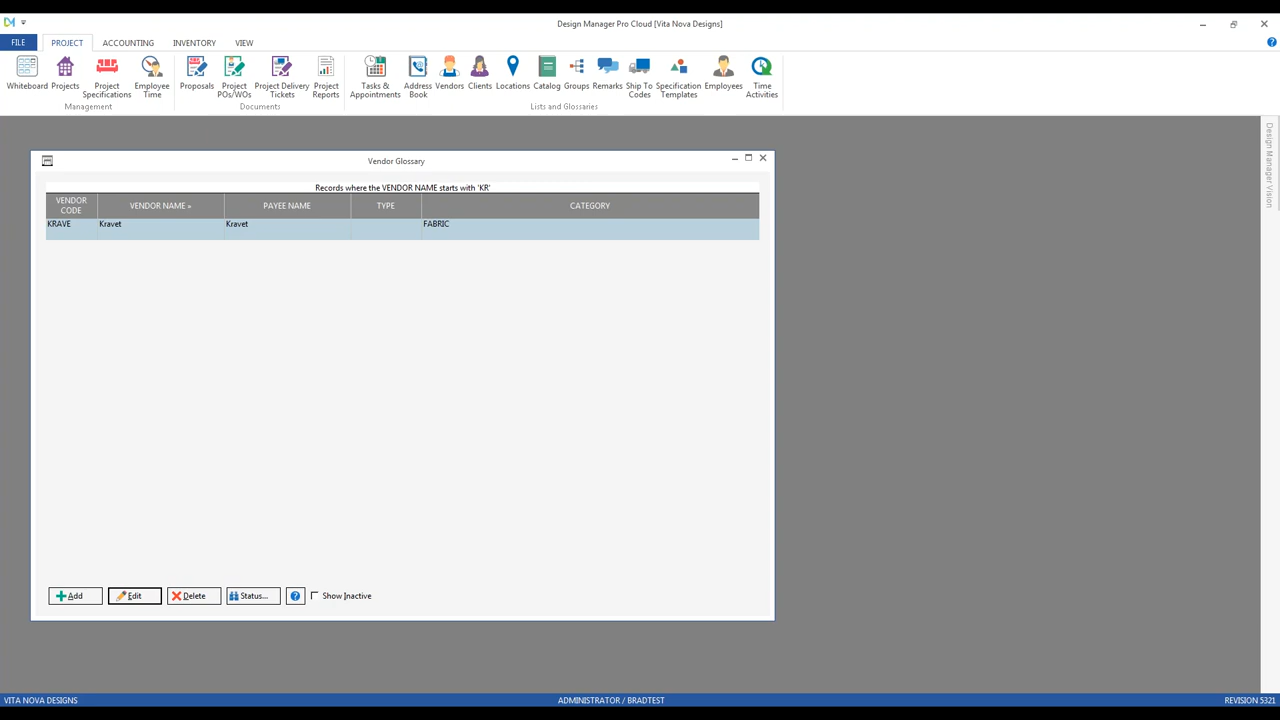 Design Manager Pro Cloud [Vita Nova Designs]
FILE PROJECT ACCOUNTING INVENTORY VIEW
Whiteboard Projects Project Specifications Employee Time
Management
Proposals Project POs/WOs Project Delivery Tickets Project Reports
Documents
Tasks & Appointments Address Book Vendors Clients Locations Catalog Groups Remarks Ship To Codes Specification Templates Employees Time Activities
Lists and Glossaries
Design Manager Vision
Vendor Glossary
Records where the VENDOR NAME starts with 'KR'
VENDOR CODE VENDOR NAME PAYEE NAME TYPE CATEGORY
KRAVE Kravet Kravet FABRIC
Add Edit Delete Status... Show Inactive
VITA NOVA DESIGNS ADMINISTRATOR / BRADTEST REVISION 5321